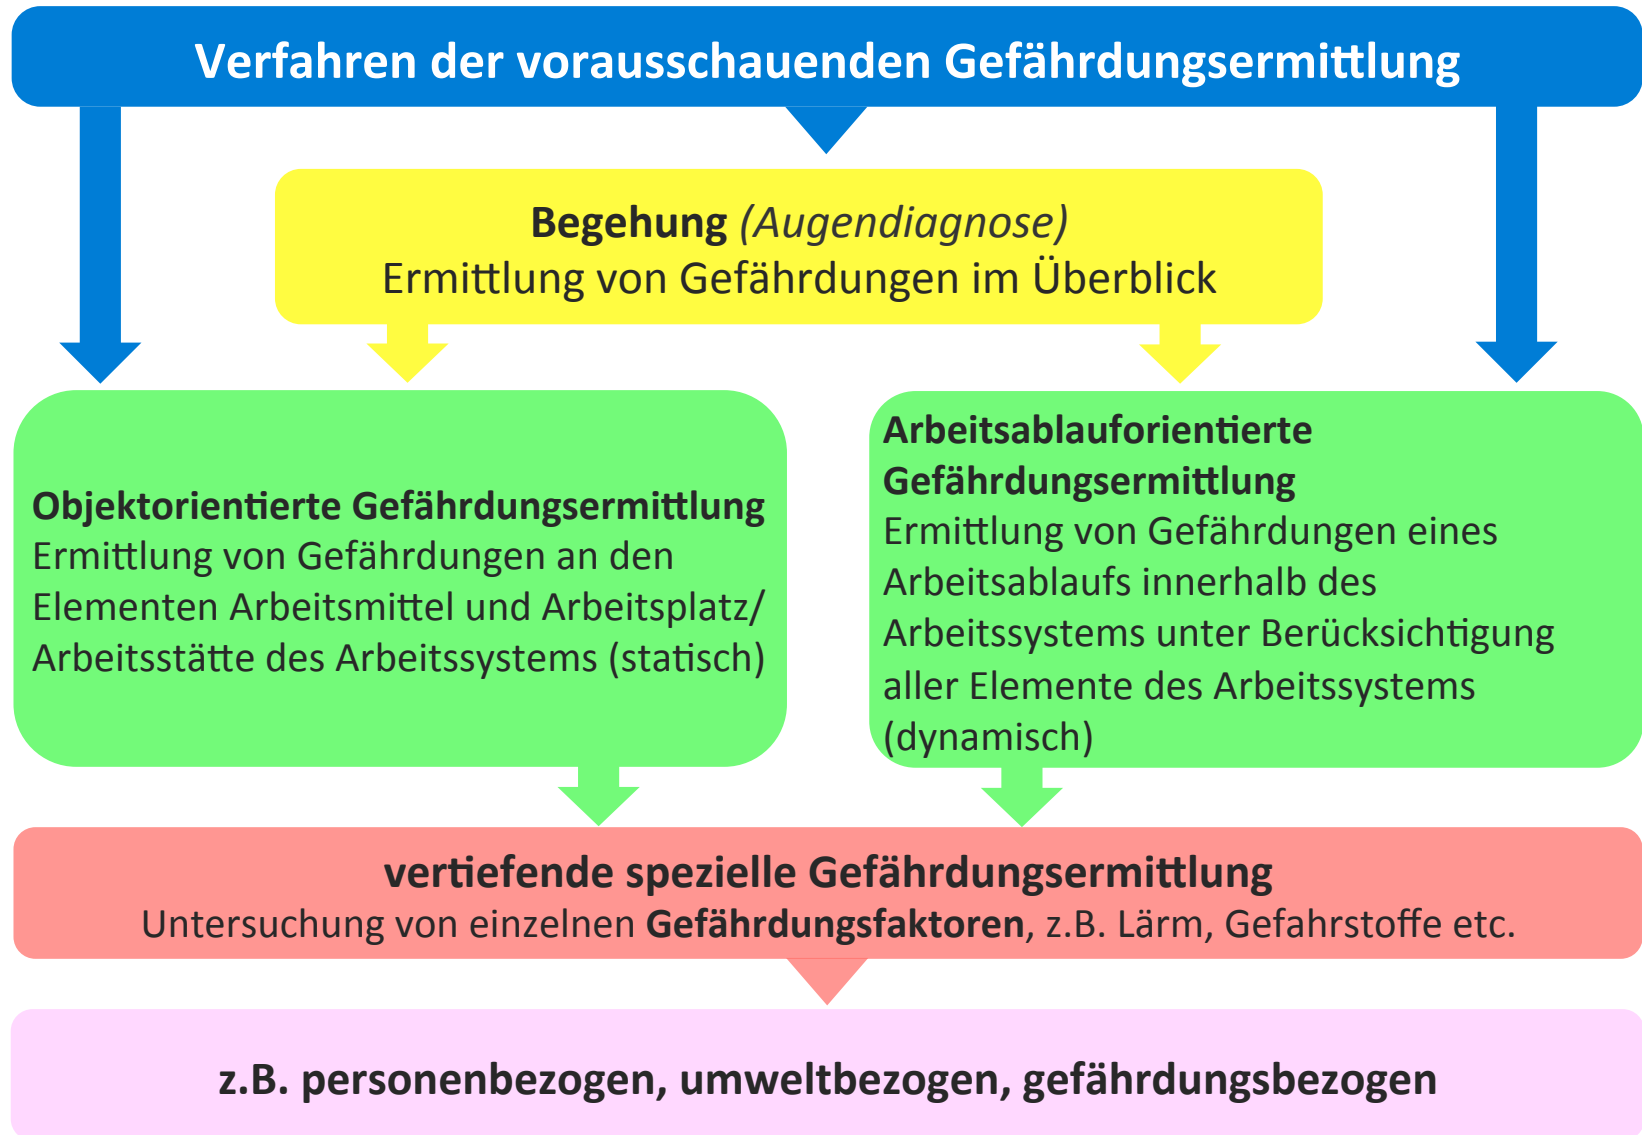 Verfahren der vorausschauenden Gefährdungsermittlung
Begehung (Augendiagnose)
Ermittlung von Gefährdungen im Überblick
Objektorientierte Gefährdungsermittlung
Ermittlung von Gefährdungen an den
Elementen Arbeitsmittel und Arbeitsplatz/
Arbeitsstätte des Arbeitssystems (statisch)
Arbeitsablauforientierte
Gefährdungsermittlung
Ermittlung von Gefährdungen eines
Arbeitsablaufs innerhalb des
Arbeitssystems unter Berücksichtigung
aller Elemente des Arbeitssystems
(dynamisch)
vertiefende spezielle Gefährdungsermittlung
Untersuchung von einzelnen Gefährdungsfaktoren, z.B. Lärm, Gefahrstoffe etc.
z.B. personenbezogen, umweltbezogen, gefährdungsbezogen